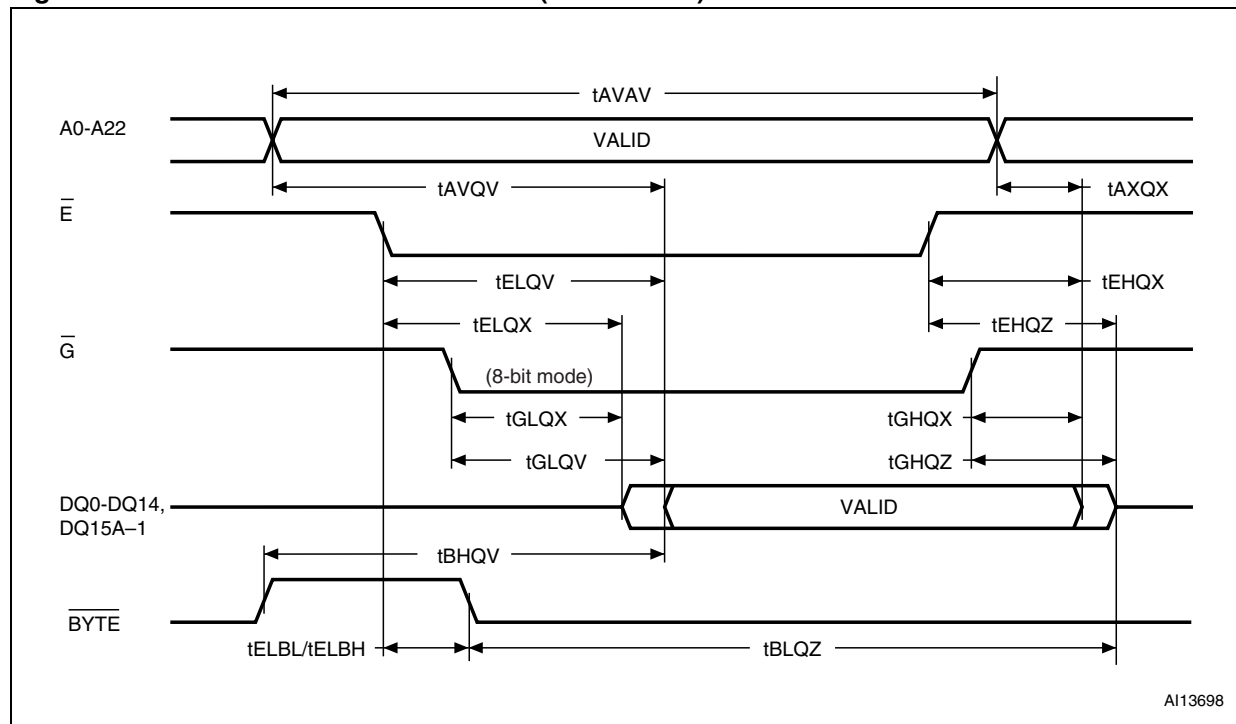 tAVAV
A0-A22
VALID
tAVQV
tAXQX
E
tELQV
tEHQX
tELQX
tEHQZ
G
(8-bit mode)
tGLQX
tGHQX
tGLQV
tGHQZ
DQ0-DQ14,
DQ15A–1
VALID
tBHQV
BYTE
tELBL/tELBH
tBLQZ
AI13698